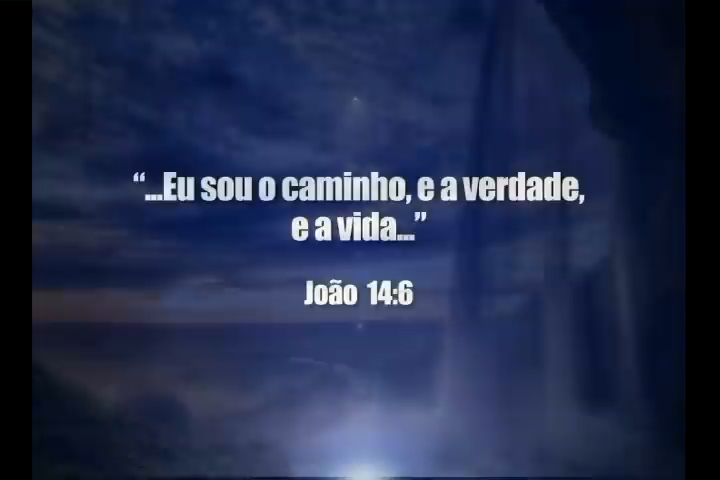 “...Eu sou o caminho, e a verdade,
e a vida...”
João 14:6